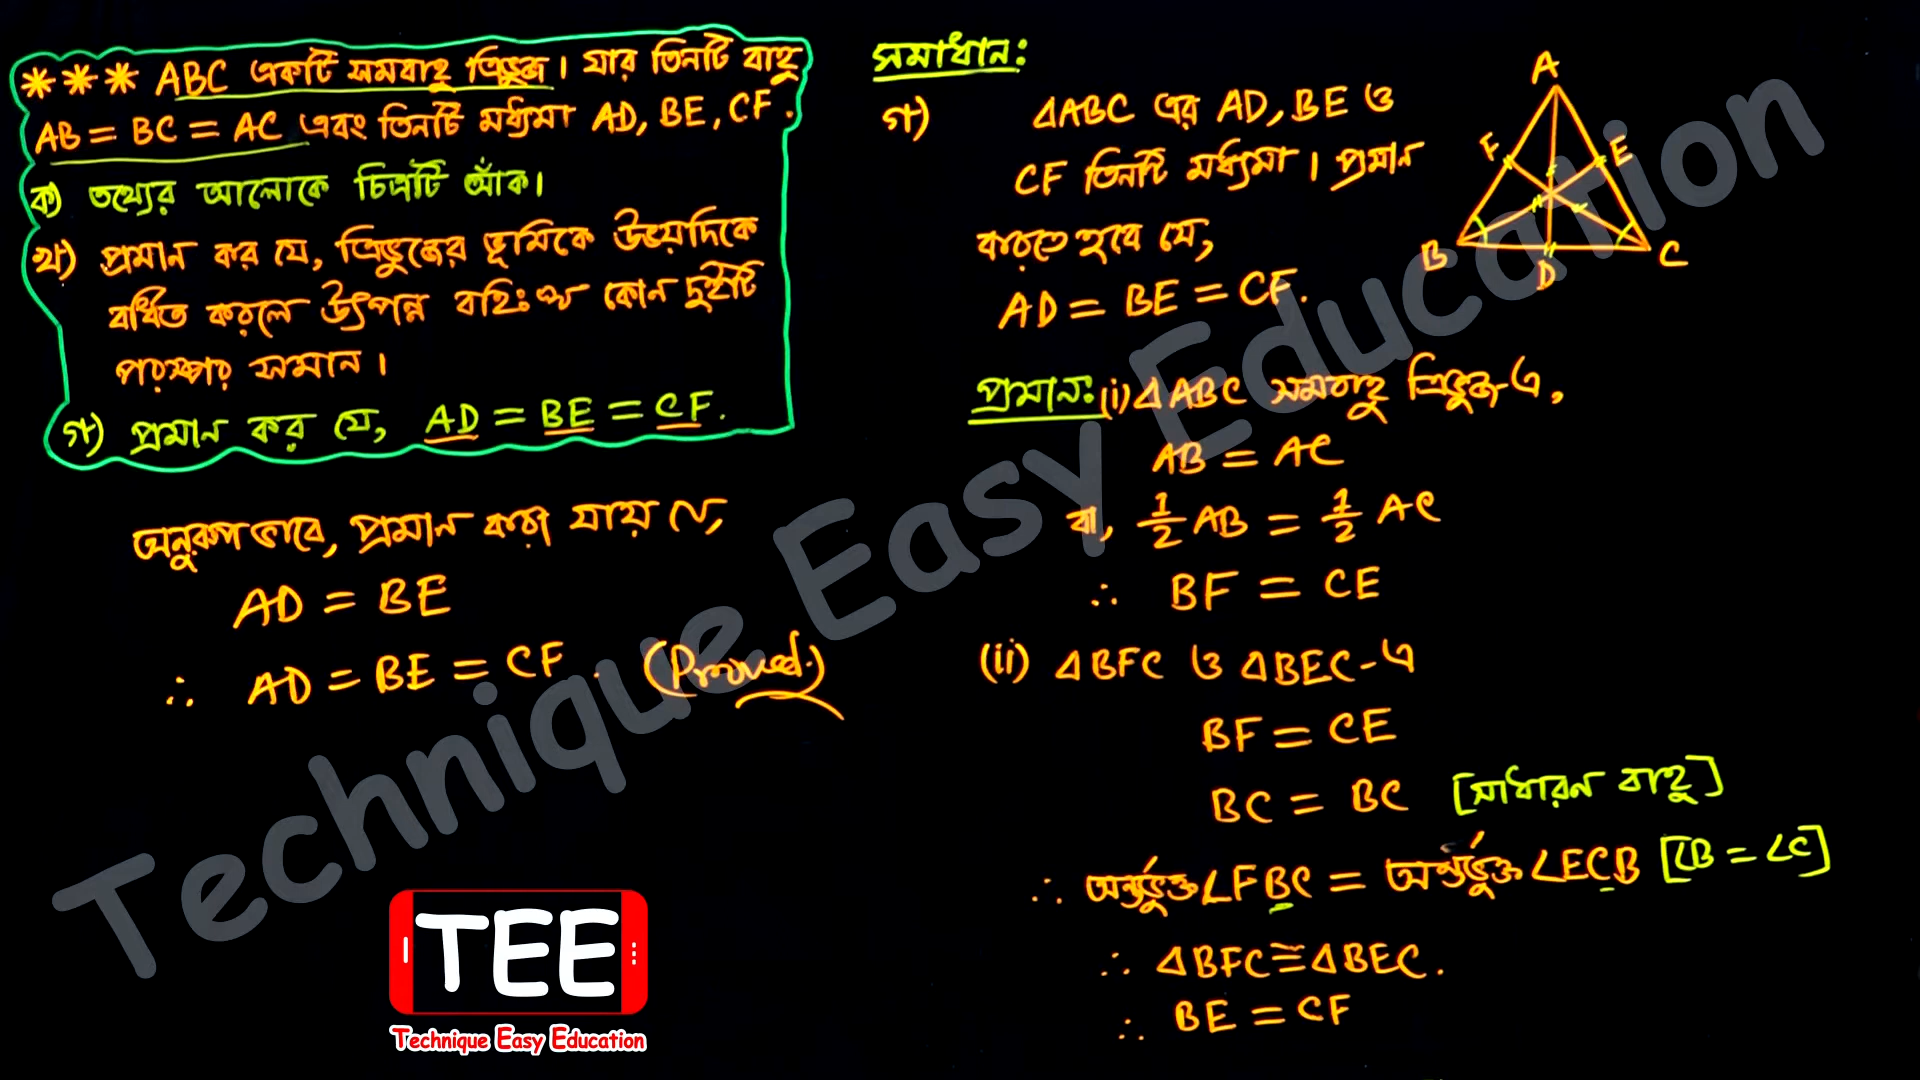 *** ABC একটি সমবাহু ত্রিভুজ। যার তিনটি বাহু
AB = BC = AC এবং তিনটি মধ্যমা AD, BE, CF.
ক) তথ্যের আলোকে চিত্রটি আঁক।
খ) প্রমান কর যে, ত্রিভুজের ভূমিকে উভয়দিকে
বর্ধিত করলে উৎপন্ন বহিঃস্থ কোন দুইটি
পরস্পর সমান।
গ) প্রমান কর যে, AD = BE = CF.
অনুরুপভাবে, প্রমান করা যায় যে,
AD = BE
∴ AD = BE = CF. (Proved.)
সমাধান:
গ) ΔABC এর AD, BE ও
CF তিনটি মধ্যমা। প্রমান
করতে হবে যে,
AD = BE = CF.
A
F
E
B
D
C
প্রমান: (i) ΔABC সমবাহু ত্রিভুজ-এ,
AB = AC
বা, 1/2 AB = 1/2 AC
∴ BF = CE
(ii) ΔBFC ও ΔBEC-এ
BF = CE
BC = BC [সাধারন বাহু]
∴ অন্তর্ভুক্ত ∠FBC = অন্তর্ভুক্ত ∠ECB [∠B = ∠C]
∴ ΔBFC ≅ ΔBEC.
∴ BE = CF
Technique Easy Education
TEE
Technique Easy Education